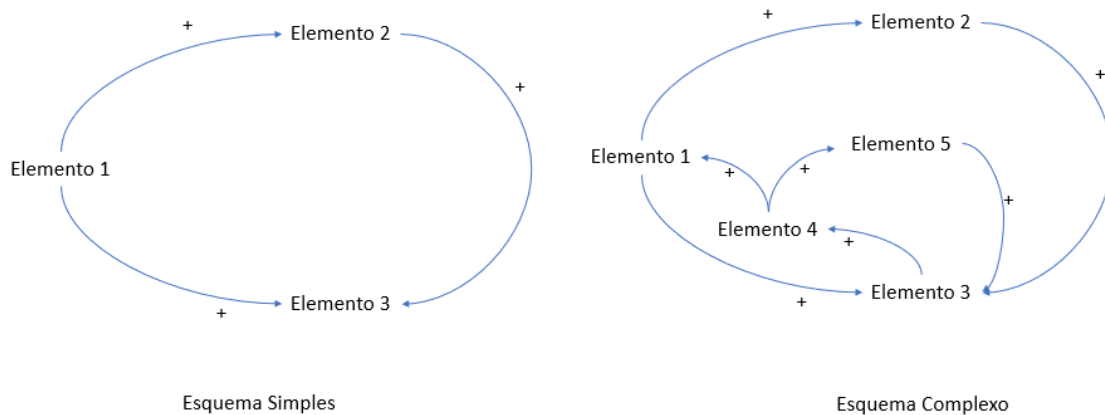 +
Elemento 2
+
Elemento 1
+
Elemento 3
Esquema Simples
+
Elemento 2
+
Elemento 1
Elemento 5
+
+
+
Elemento 4
+
Elemento 3
+
Esquema Complexo